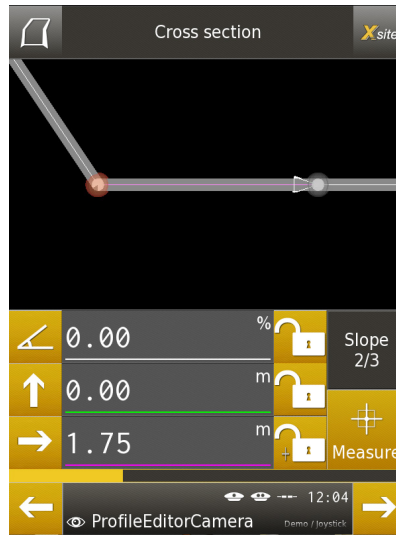 Cross section
Xsite
0.00 %
Slope
2/3
0.00 m
1.75 m
+
Measure
12:04
ProfileEditorCamera
Demo / Joystick